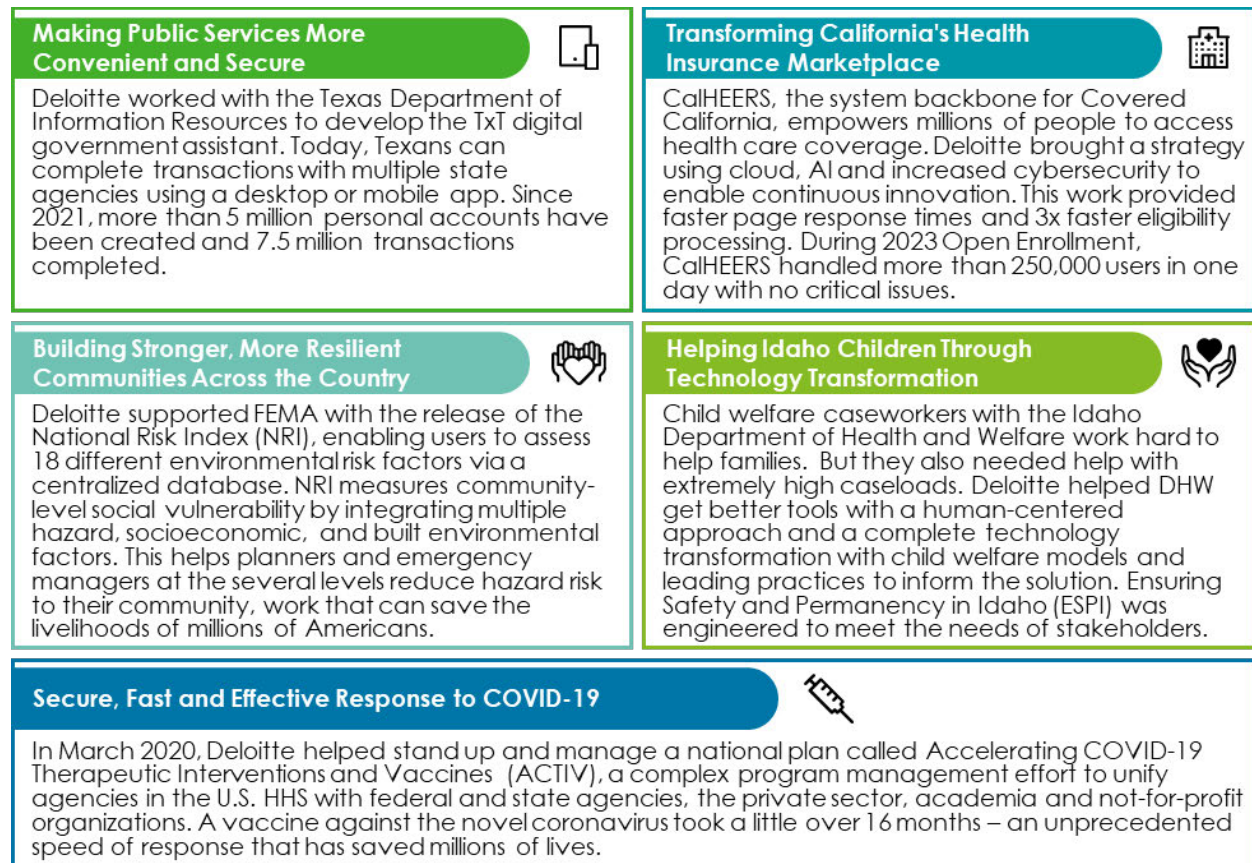 Making Public Services More
Convenient and Secure
Deloitte worked with the Texas Department of
Information Resources to develop the TxT digital
government assistant. Today, Texans can
complete transactions with multiple state
agencies using a desktop or mobile app. Since
2021, more than 5 million personal accounts have
been created and 7.5 million transactions
completed.
Transforming California's Health
Insurance Marketplace
CalHEERS, the system backbone for Covered
California, empowers millions of people to access
health care coverage. Deloitte brought a strategy
using cloud, AI and increased cybersecurity to
enable continuous innovation. This work provided
faster page response times and 3x faster eligibility
processing. During 2023 Open Enrollment,
CalHEERS handled more than 250,000 users in one
day with no critical issues.
Building Stronger, More Resilient
Communities Across the Country
Deloitte supported FEMA with the release of the
National Risk Index (NRI), enabling users to assess
18 different environmental risk factors via a
centralized database. NRI measures community-
level social vulnerability by integrating multiple
hazard, socioeconomic, and built environmental
factors. This helps planners and emergency
managers at the several levels reduce hazard risk
to their community, work that can save the
livelihoods of millions of Americans.
Helping Idaho Children Through
Technology Transformation
Child welfare caseworkers with the Idaho
Department of Health and Welfare work hard to
help families. But they also needed help with
extremely high caseloads. Deloitte helped DHW
get better tools with a human-centered
approach and a complete technology
transformation with child welfare models and
leading practices to inform the solution. Ensuring
Safety and Permanency in Idaho (ESPI) was
engineered to meet the needs of stakeholders.
Secure, Fast and Effective Response to COVID-19
In March 2020, Deloitte helped stand up and manage a national plan called Accelerating COVID-19
Therapeutic Interventions and Vaccines (ACTIV), a complex program management effort to unify
agencies in the U.S. HHS with federal and state agencies, the private sector, academia and not-for-profit
organizations. A vaccine against the novel coronavirus took a little over 16 months – an unprecedented
speed of response that has saved millions of lives.